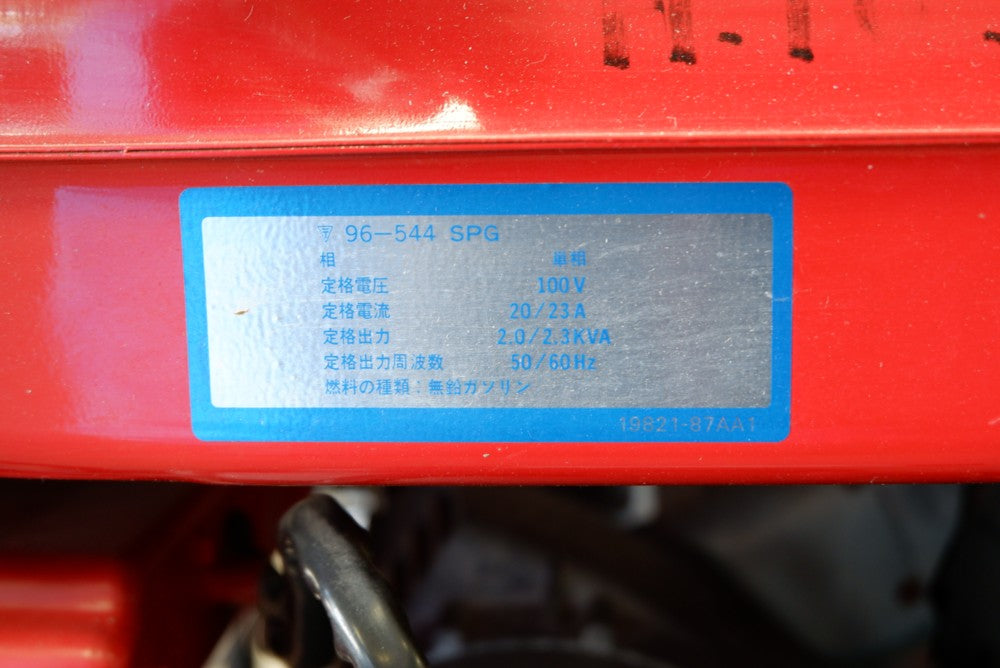 〒 96-544 SPG
相 単相
定格電圧 100V
定格電流 20/23A
定格出力 2.0/2.3KVA
定格出力周波数 50/60Hz
燃料の種類：無鉛ガソリン
19821-87AA1